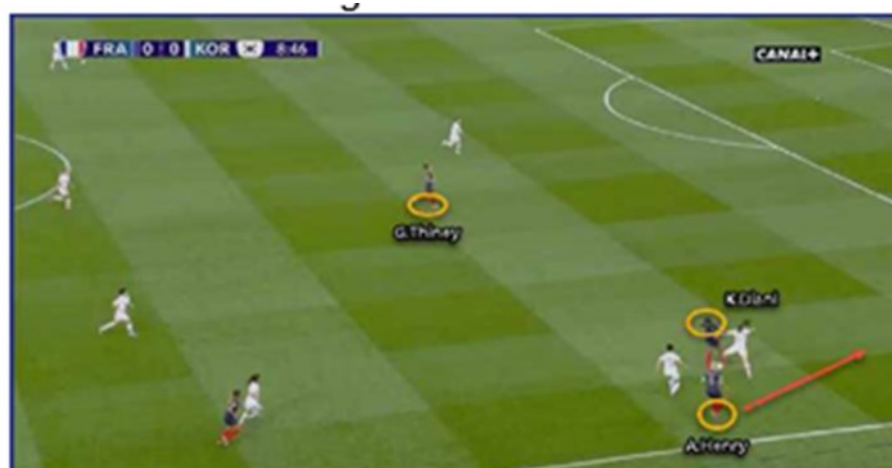 FRA 0 0 KOR 8:46
CANAL+
G.Thiney
K.Diani
A.Henry